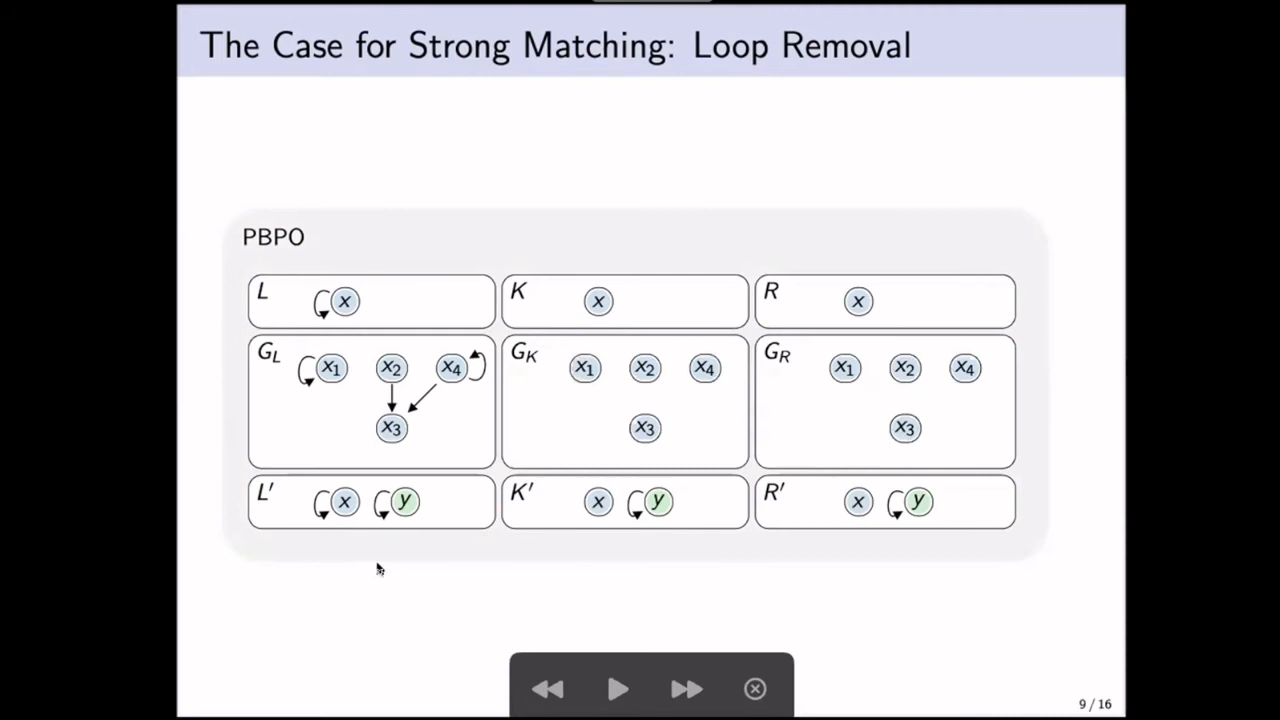 The Case for Strong Matching: Loop Removal
PBPO
L x K x R x
G_L x₁ x₂ x₄ G_K x₁ x₂ x₄ G_R x₁ x₂ x₄
x₃ x₃ x₃
L′ x y K′ x y R′ x y
9 / 16